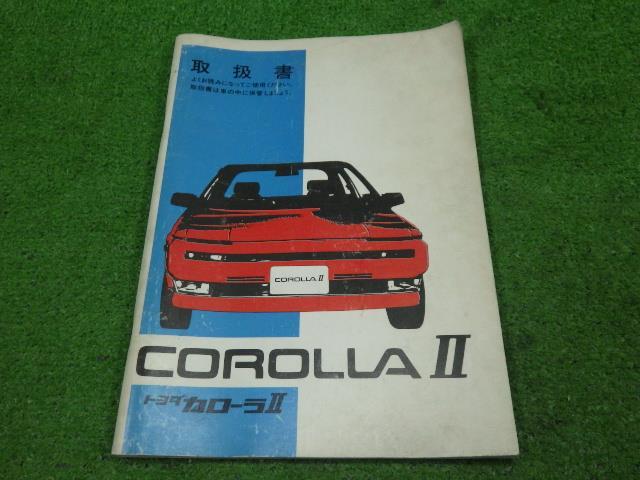 取扱書
よくお読みになってご使用ください。
取扱書は車の中に保管しましょう。
COROLLA II
COROLLA II
トヨタカローラII